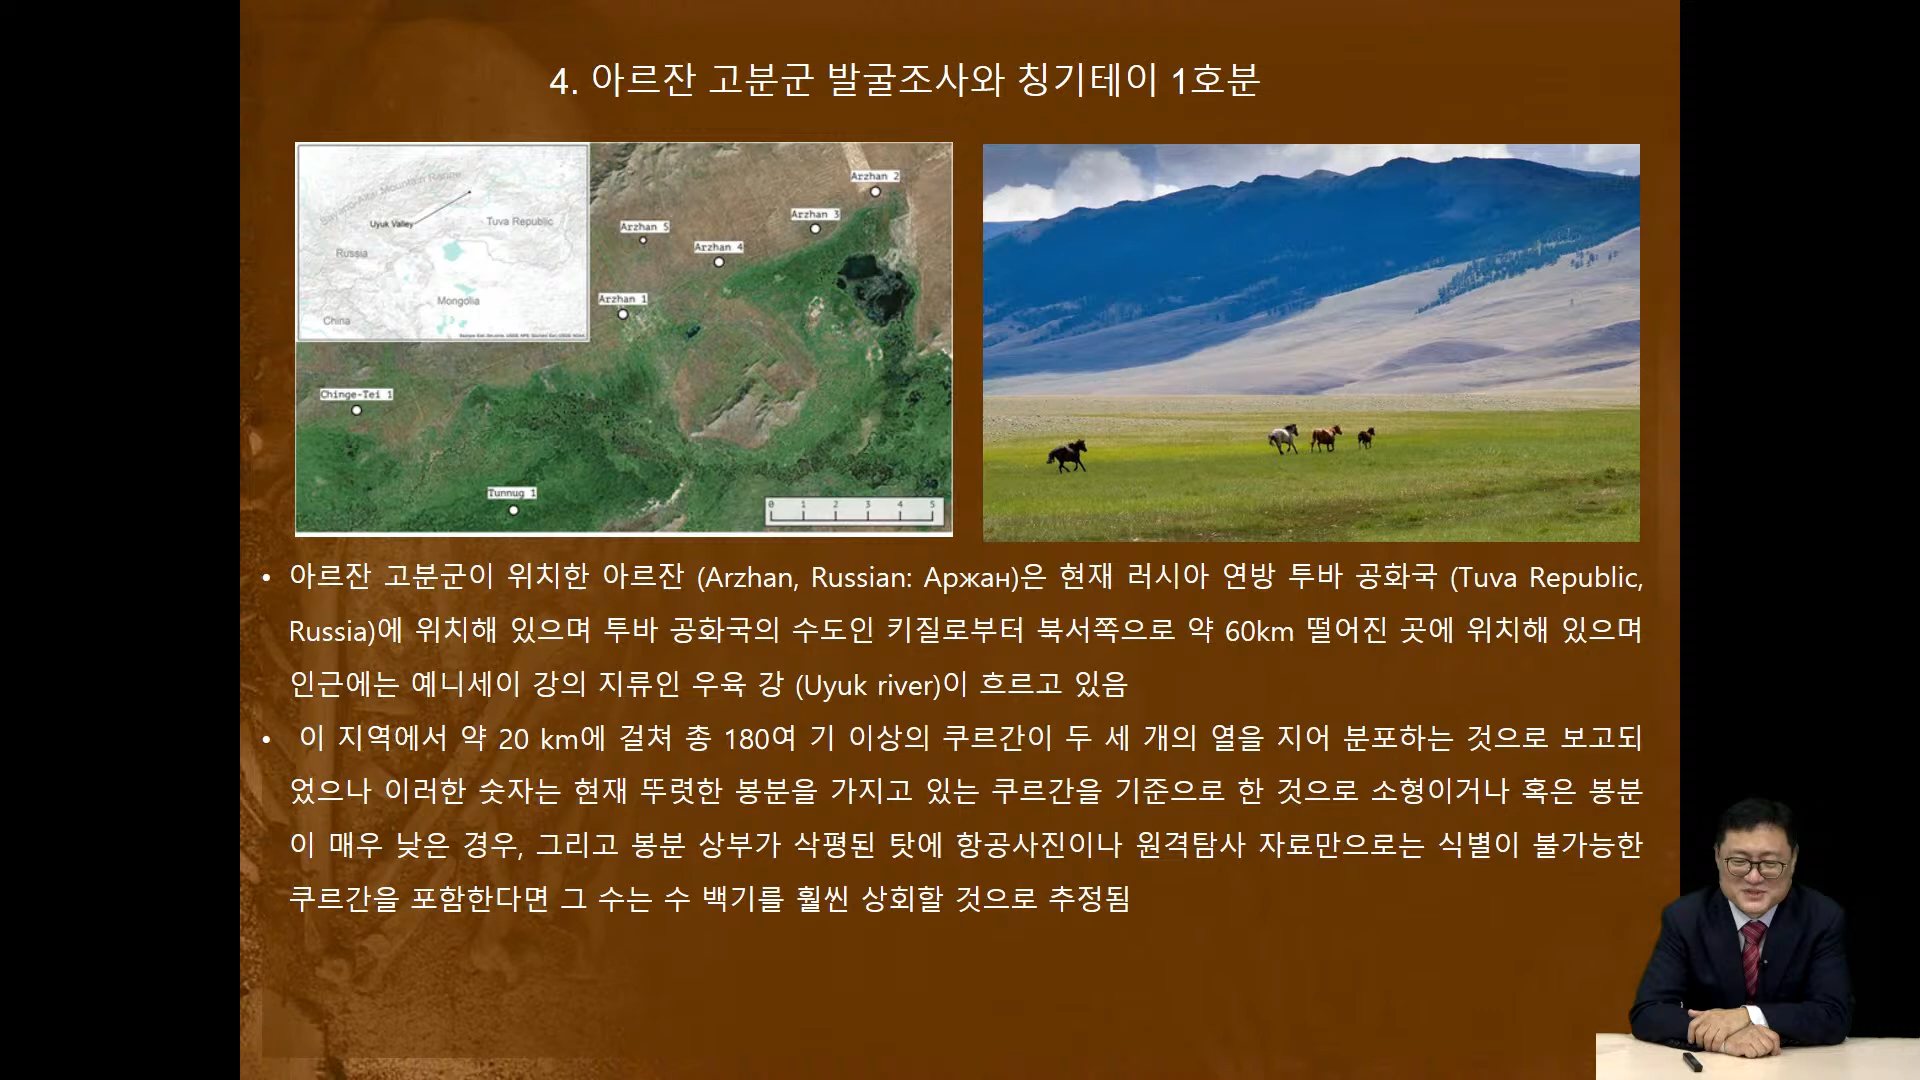 4. 아르잔 고분군 발굴조사와 칭기테이 1호분
Sayano-Altai Mountain Range
Uyuk Valley
Tuva Republic
Russia
Mongolia
China
Arzhan 2
Arzhan 3
Arzhan 5
Arzhan 4
Arzhan 1
Chinge-Tei 1
Tunnug 1
0 1 2 3 4 5
• 아르잔 고분군이 위치한 아르잔 (Arzhan, Russian: Аржан)은 현재 러시아 연방 투바 공화국 (Tuva Republic,
Russia)에 위치해 있으며 투바 공화국의 수도인 키질로부터 북서쪽으로 약 60km 떨어진 곳에 위치해 있으며
인근에는 예니세이 강의 지류인 우육 강 (Uyuk river)이 흐르고 있음
• 이 지역에서 약 20 km에 걸쳐 총 180여 기 이상의 쿠르간이 두 세 개의 열을 지어 분포하는 것으로 보고되
었으나 이러한 숫자는 현재 뚜렷한 봉분을 가지고 있는 쿠르간을 기준으로 한 것으로 소형이거나 혹은 봉분
이 매우 낮은 경우, 그리고 봉분 상부가 삭평된 탓에 항공사진이나 원격탐사 자료만으로는 식별이 불가능한
쿠르간을 포함한다면 그 수는 수 백기를 훨씬 상회할 것으로 추정됨